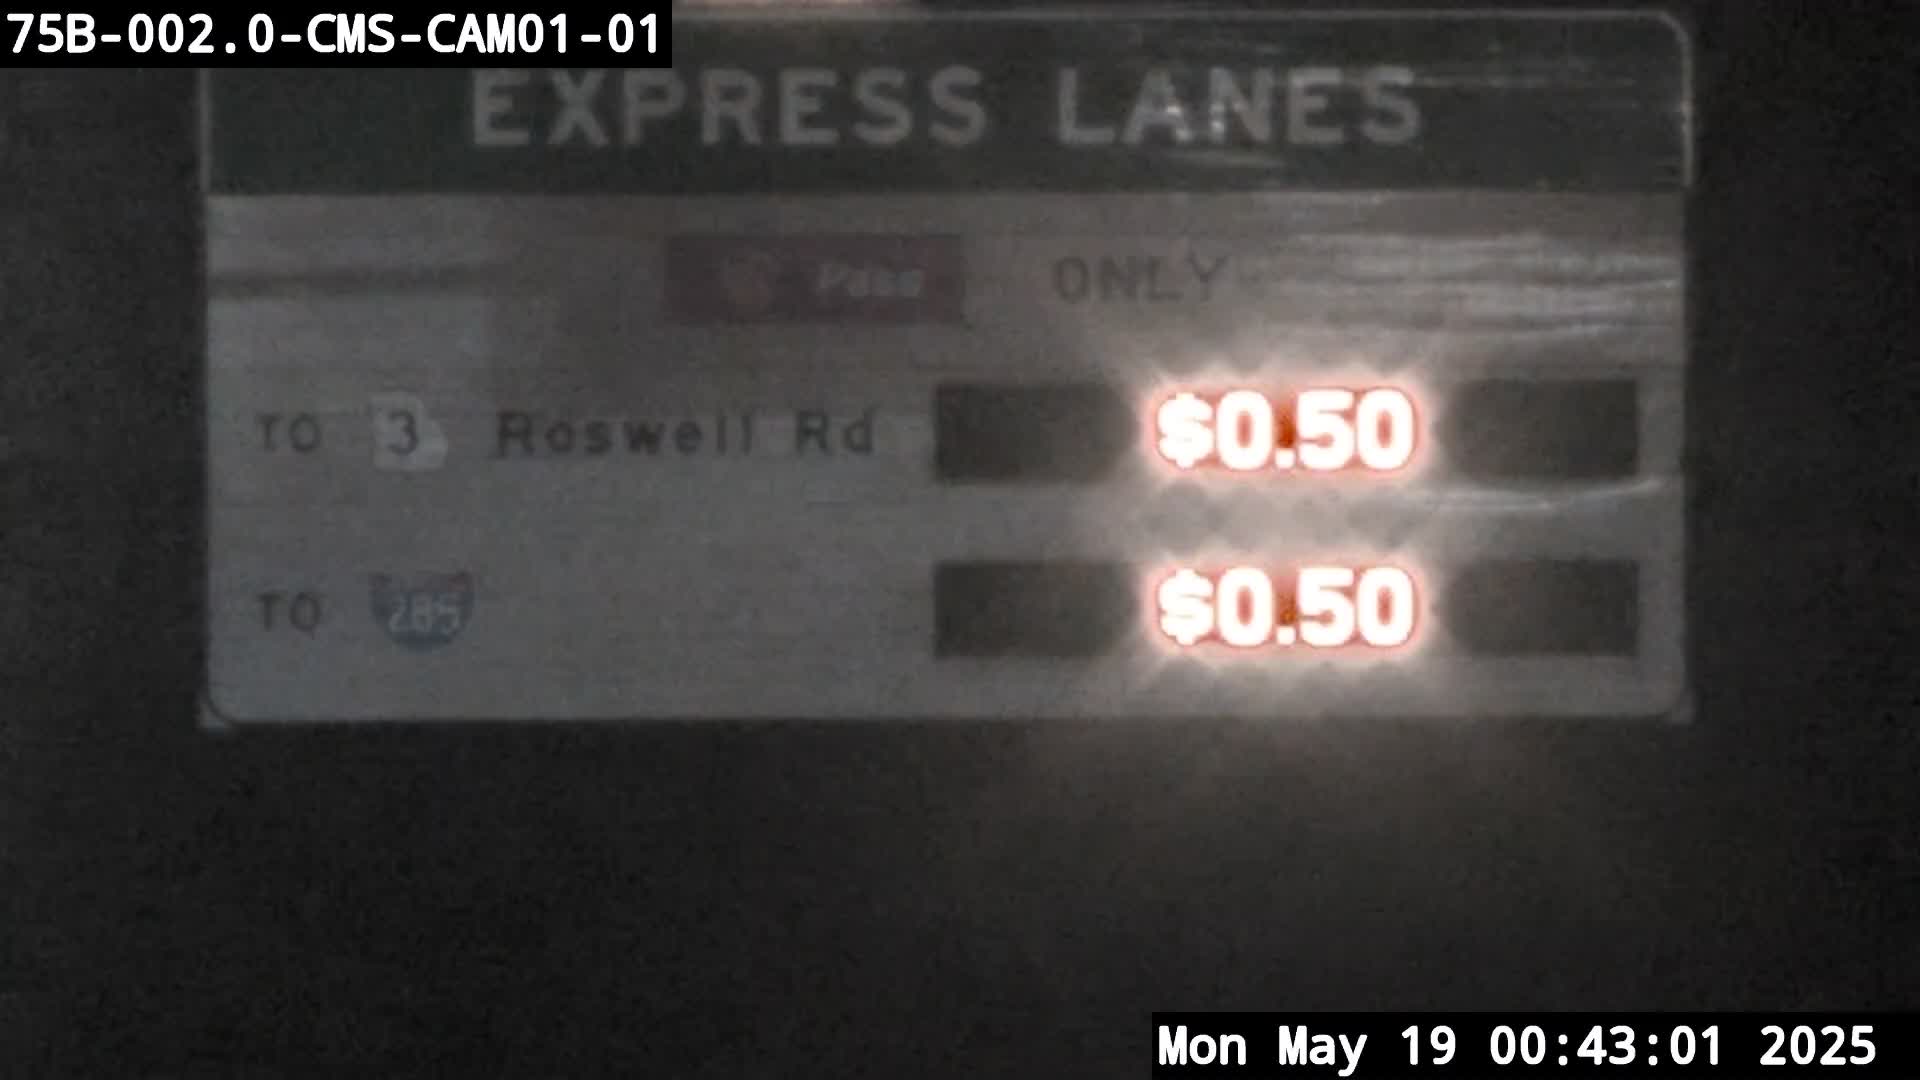 75B-002.0-CMS-CAM01-01
EXPRESS LANES
Pass ONLY
TO 3 Roswell Rd $0.50
TO 285 $0.50
Mon May 19 00:43:01 2025